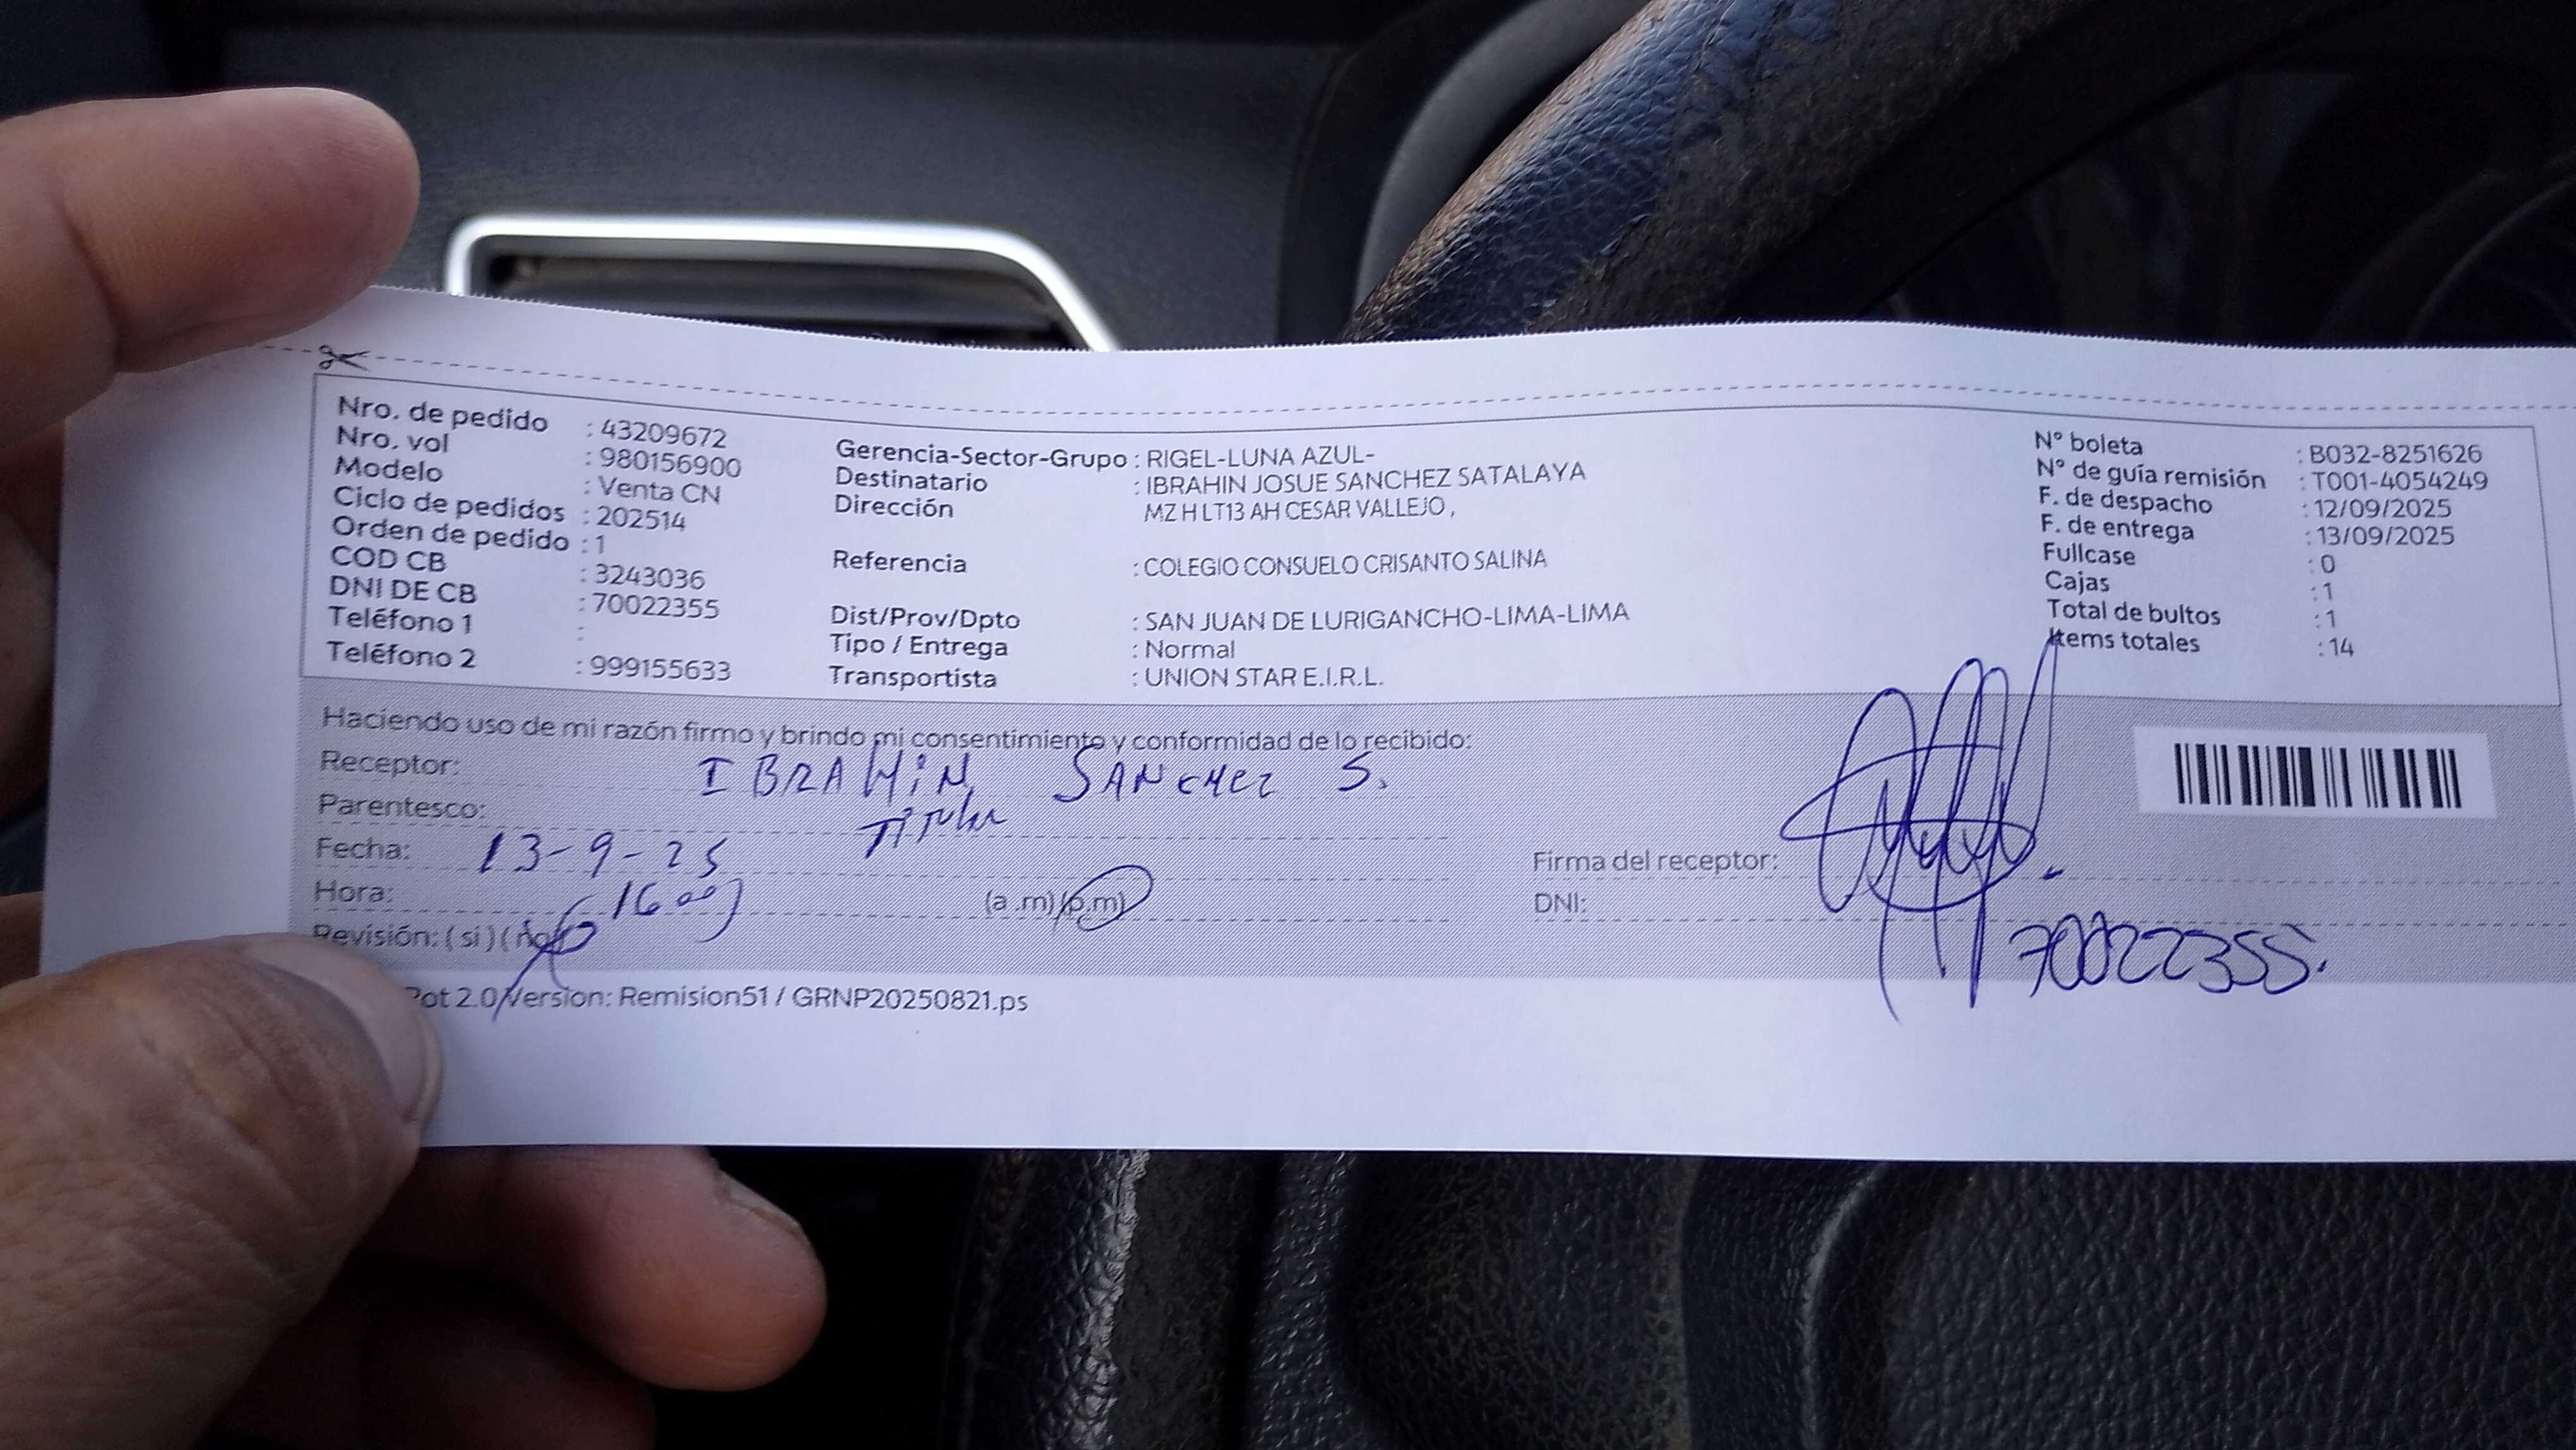 Nro. de pedido : 43209672
Nro. vol : 980156900
Modelo : Venta CN
Ciclo de pedidos : 202514
Orden de pedido : 1
COD CB : 3243036
DNI DE CB : 70022355
Teléfono 1 :
Teléfono 2 : 999155633
Gerencia-Sector-Grupo : RIGEL-LUNA AZUL-
Destinatario : IBRAHIN JOSUE SANCHEZ SATALAYA
Dirección MZ H LT13 AH CESAR VALLEJO ,
Referencia : COLEGIO CONSUELO CRISANTO SALINA
Dist/Prov/Dpto : SAN JUAN DE LURIGANCHO-LIMA-LIMA
Tipo / Entrega : Normal
Transportista : UNION STAR E.I.R.L.
N° boleta : B032-8251626
N° de guía remisión : T001-4054249
F. de despacho : 12/09/2025
F. de entrega : 13/09/2025
Fullcase : 0
Cajas : 1
Total de bultos : 1
Items totales : 14
Haciendo uso de mi razón firmo y brindo mi consentimiento y conformidad de lo recibido:
Receptor: IBRAHIN SANCHEZ S.
Parentesco: Titular
Fecha: 13-9-25
Hora: 16 00 (a .m) (p.m)
Revisión: ( si ) ( no )
Firma del receptor:
DNI: 70022355.
Pot 2.0/Version: Remision51 / GRNP20250821.ps